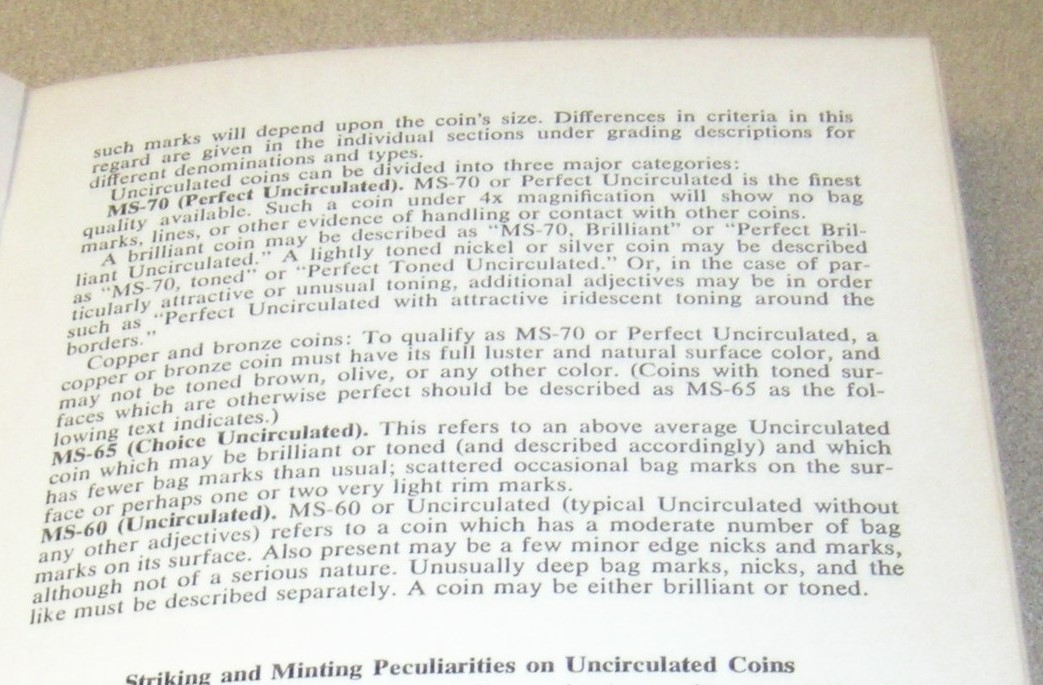 such marks will depend upon the coin's size. Differences in criteria in this
regard are given in the individual sections under grading descriptions for
different denominations and types.
Uncirculated coins can be divided into three major categories:
MS-70 (Perfect Uncirculated). MS-70 or Perfect Uncirculated is the finest
quality available. Such a coin under 4x magnification will show no bag
marks, lines, or other evidence of handling or contact with other coins.
A brilliant coin may be described as "MS-70, Brilliant" or "Perfect Bril-
liant Uncirculated." A lightly toned nickel or silver coin may be described
as "MS-70, toned" or "Perfect Toned Uncirculated." Or, in the case of par-
ticularly attractive or unusual toning, additional adjectives may be in order
such as "Perfect Uncirculated with attractive iridescent toning around the
borders."
Copper and bronze coins: To qualify as MS-70 or Perfect Uncirculated, a
copper or bronze coin must have its full luster and natural surface color, and
may not be toned brown, olive, or any other color. (Coins with toned sur-
faces which are otherwise perfect should be described as MS-65 as the fol-
lowing text indicates.)
MS-65 (Choice Uncirculated). This refers to an above average Uncirculated
coin which may be brilliant or toned (and described accordingly) and which
has fewer bag marks than usual; scattered occasional bag marks on the sur-
face or perhaps one or two very light rim marks.
MS-60 (Uncirculated). MS-60 or Uncirculated (typical Uncirculated without
any other adjectives) refers to a coin which has a moderate number of bag
marks on its surface. Also present may be a few minor edge nicks and marks,
although not of a serious nature. Unusually deep bag marks, nicks, and the
like must be described separately. A coin may be either brilliant or toned.
Striking and Minting Peculiarities on Uncirculated Coins